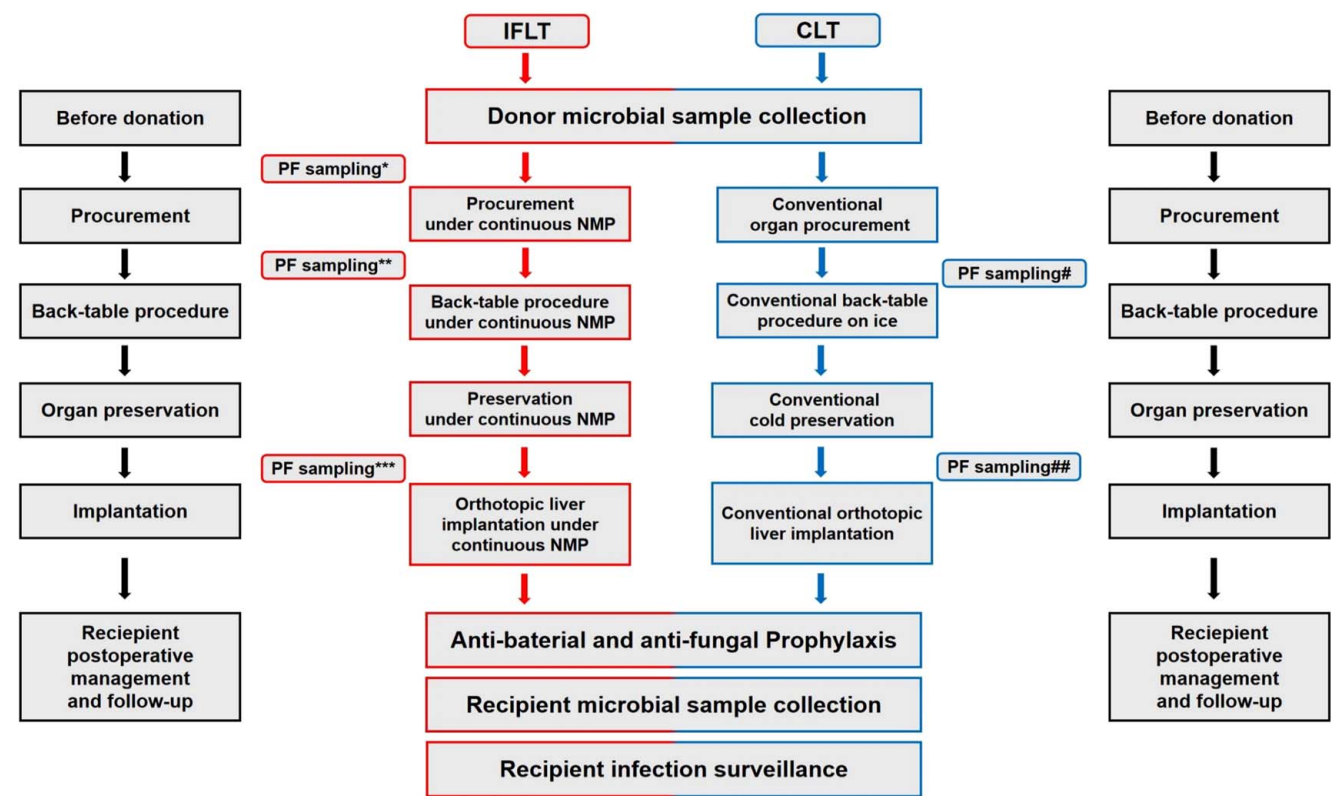 IFLT
CLT
Before donation
Donor microbial sample collection
Before donation
PF sampling*
Procurement
Procurement
under continuous NMP
Conventional
organ procurement
Procurement
PF sampling**
PF sampling#
Back-table procedure
Back-table procedure
under continuous NMP
Conventional back-table
procedure on ice
Back-table procedure
Organ preservation
Preservation
under continuous NMP
Conventional
cold preservation
Organ preservation
PF sampling***
PF sampling##
Implantation
Orthotopic liver
implantation under
continuous NMP
Conventional orthotopic
liver implantation
Implantation
Reciepient
postoperative
management
and follow-up
Anti-baterial and anti-fungal Prophylaxis
Recipient microbial sample collection
Recipient infection surveillance
Reciepient
postoperative
management
and follow-up